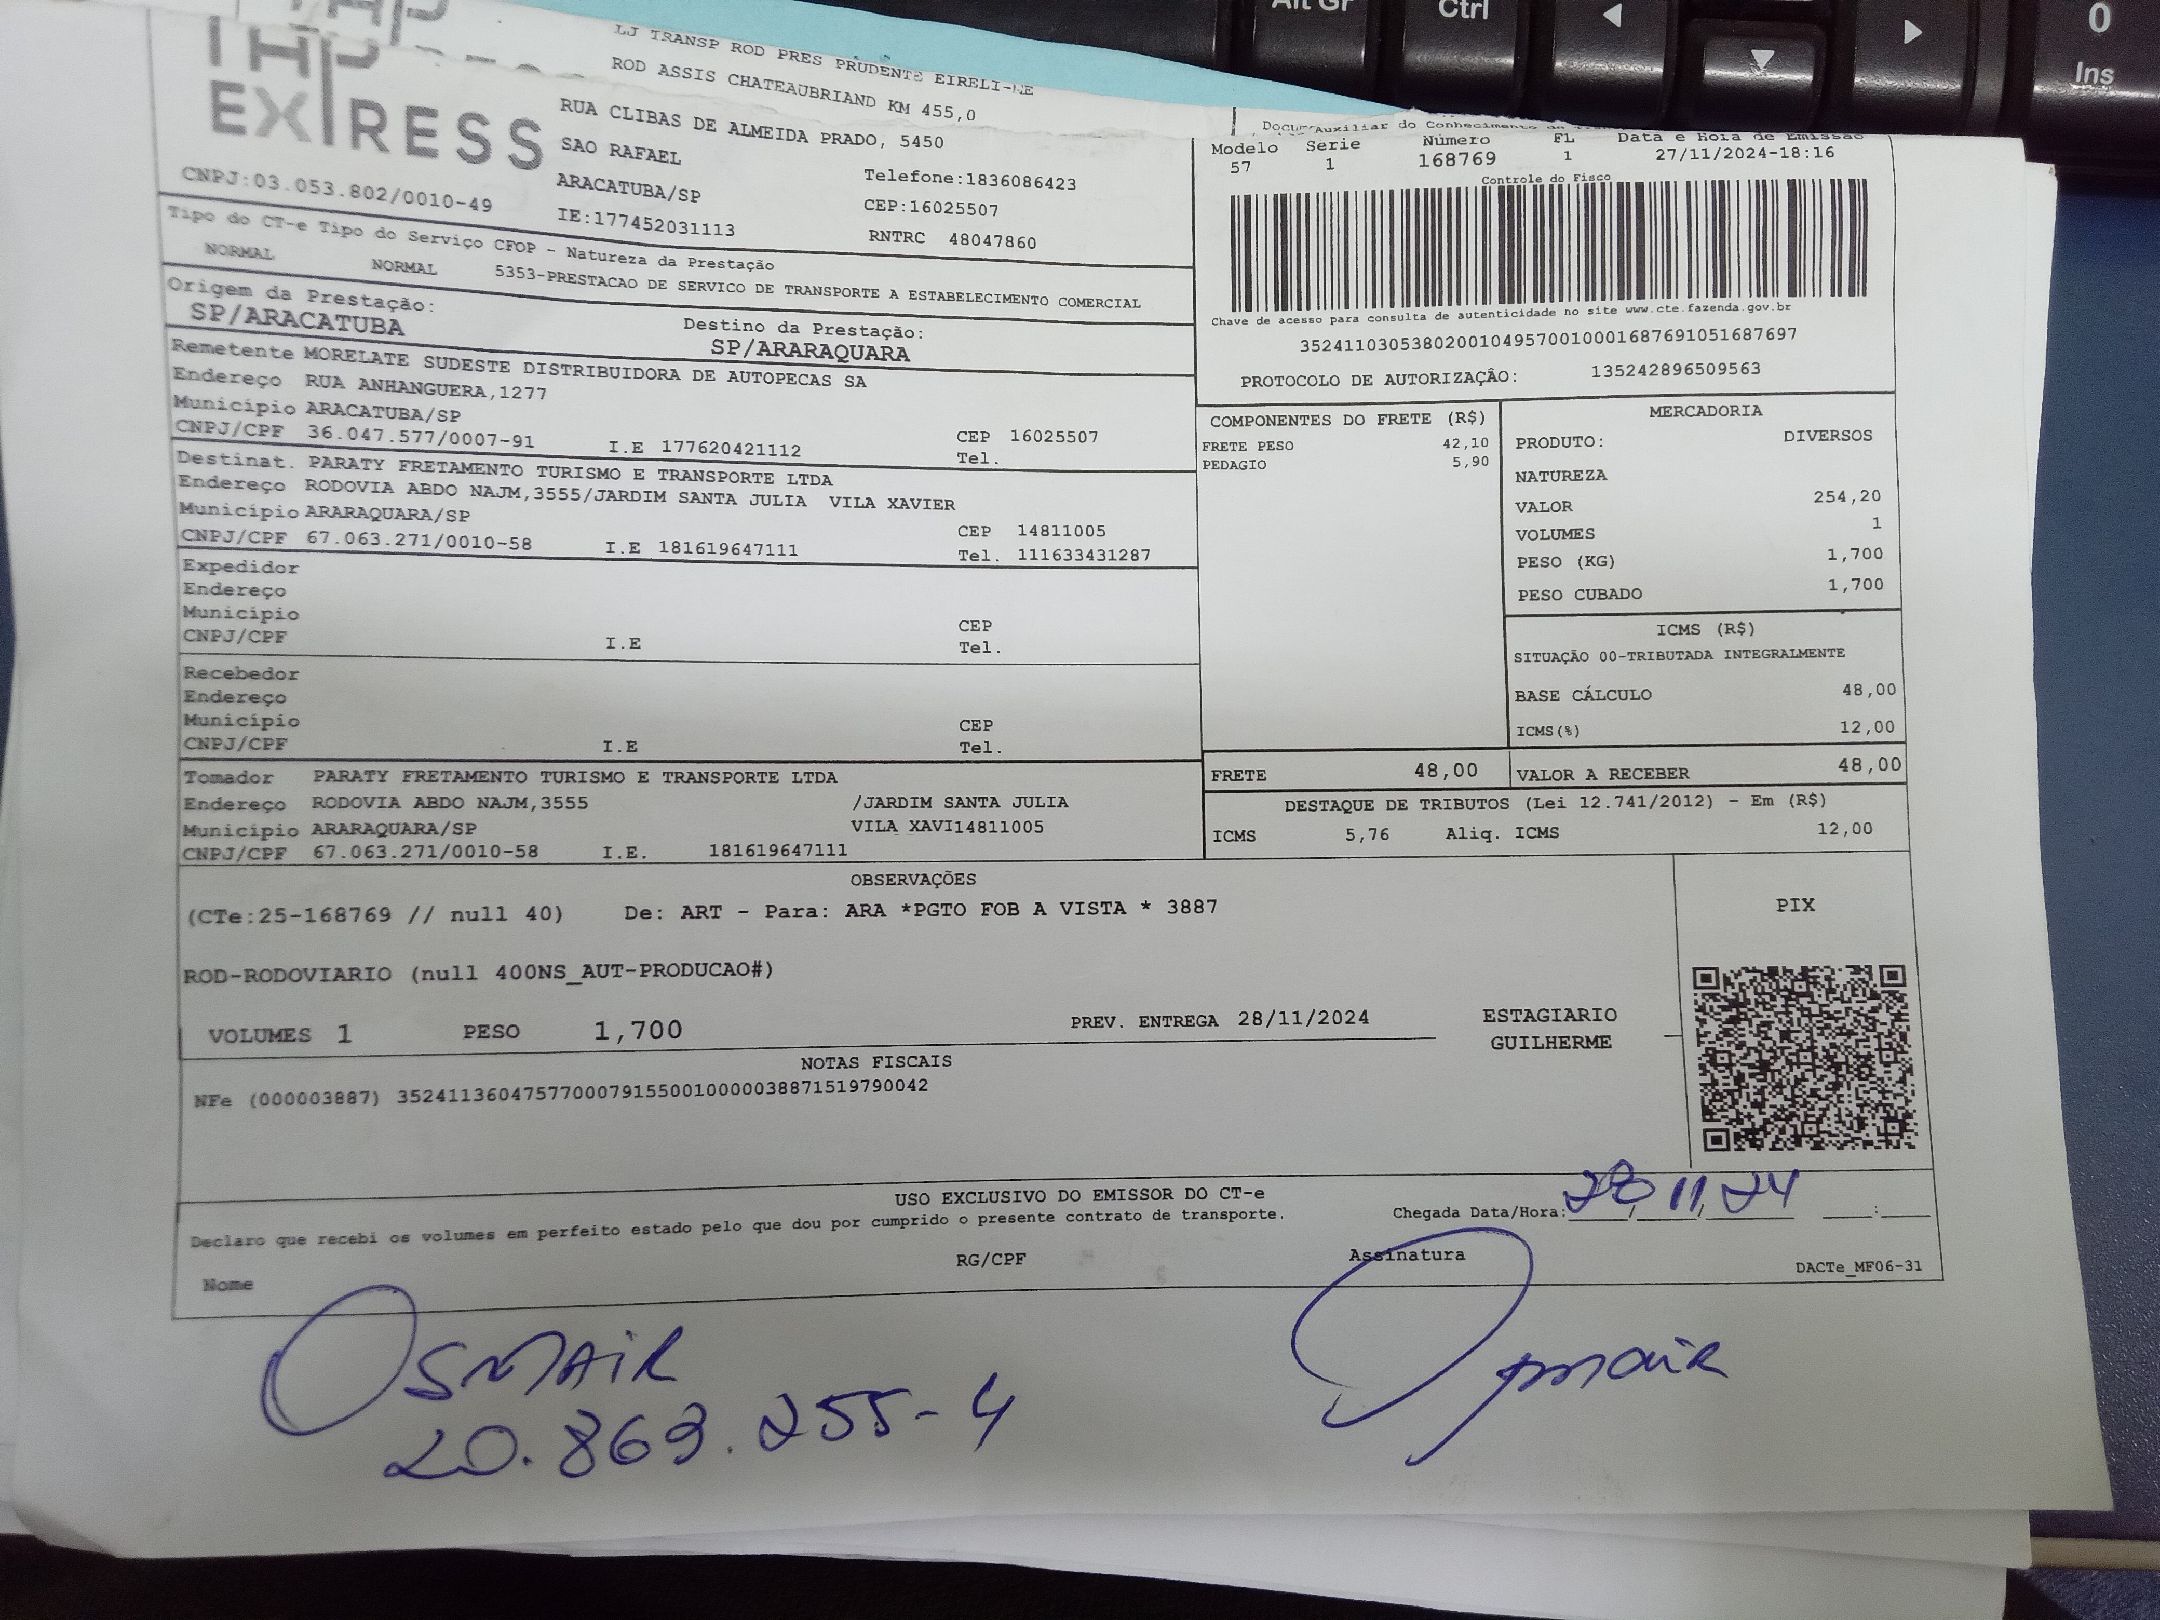 THP
EXPRESS
LJ TRANSP ROD PRES PRUDENTE EIRELI-ME
ROD ASSIS CHATEAUBRIAND KM 455,0
RUA CLIBAS DE ALMEIDA PRADO, 5450
SAO RAFAEL
ARACATUBA/SP
Telefone:1836086423
CEP:16025507
CNPJ:03.053.802/0010-49
IE:177452031113
RNTRC 48047860
Auxiliar do Conhecimento
Modelo Serie Número FL Data e Hora de Emissão
57 1 168769 1 27/11/2024-18:16
Controle do Fisco
Chave de acesso para consulta de autenticidade no site www.cte.fazenda.gov.br
35241103053802001049570010001687691051687697
PROTOCOLO DE AUTORIZAÇÃO: 135242896509563
Tipo do CT-e Tipo do Serviço CFOP - Natureza da Prestação
NORMAL NORMAL 5353-PRESTACAO DE SERVICO DE TRANSPORTE A ESTABELECIMENTO COMERCIAL
Origem da Prestação: Destino da Prestação:
SP/ARACATUBA SP/ARARAQUARA
Remetente MORELATE SUDESTE DISTRIBUIDORA DE AUTOPECAS SA
Endereço RUA ANHANGUERA,1277
Município ARACATUBA/SP CEP 16025507
CNPJ/CPF 36.047.577/0007-91 I.E 177620421112 Tel.
Destinat. PARATY FRETAMENTO TURISMO E TRANSPORTE LTDA
Endereço RODOVIA ABDO NAJM,3555/JARDIM SANTA JULIA VILA XAVIER
Município ARARAQUARA/SP CEP 14811005
CNPJ/CPF 67.063.271/0010-58 I.E 181619647111 Tel. 111633431287
Expedidor
Endereço
Município CEP
CNPJ/CPF I.E Tel.
Recebedor
Endereço
Município CEP
CNPJ/CPF I.E Tel.
Tomador PARATY FRETAMENTO TURISMO E TRANSPORTE LTDA
Endereço RODOVIA ABDO NAJM,3555 /JARDIM SANTA JULIA
Município ARARAQUARA/SP VILA XAVI14811005
CNPJ/CPF 67.063.271/0010-58 I.E. 181619647111
COMPONENTES DO FRETE (R$)
FRETE PESO 42,10
PEDAGIO 5,90
MERCADORIA
PRODUTO: DIVERSOS
NATUREZA
VALOR 254,20
VOLUMES 1
PESO (KG) 1,700
PESO CUBADO 1,700
ICMS (R$)
SITUAÇÃO 00-TRIBUTADA INTEGRALMENTE
BASE CÁLCULO 48,00
ICMS(%) 12,00
FRETE 48,00 VALOR A RECEBER 48,00
DESTAQUE DE TRIBUTOS (Lei 12.741/2012) - Em (R$)
ICMS 5,76 Aliq. ICMS 12,00
OBSERVAÇÕES
(CTe:25-168769 // null 40) De: ART - Para: ARA *PGTO FOB A VISTA * 3887
PIX
ROD-RODOVIARIO (null 400NS_AUT-PRODUCAO#)
VOLUMES 1 PESO 1,700 PREV. ENTREGA 28/11/2024
ESTAGIARIO
GUILHERME
NOTAS FISCAIS
NFe (000003887) 35241136047577000791550010000038871519790042
USO EXCLUSIVO DO EMISSOR DO CT-e
Declaro que recebi os volumes em perfeito estado pelo que dou por cumprido o presente contrato de transporte.
Chegada Data/Hora: 28/11/24 :
Nome RG/CPF Assinatura DACTe_MF06-31
OSMAIR
20.863.255-4
Osmair
Alt Gr
Ctrl
0
Ins